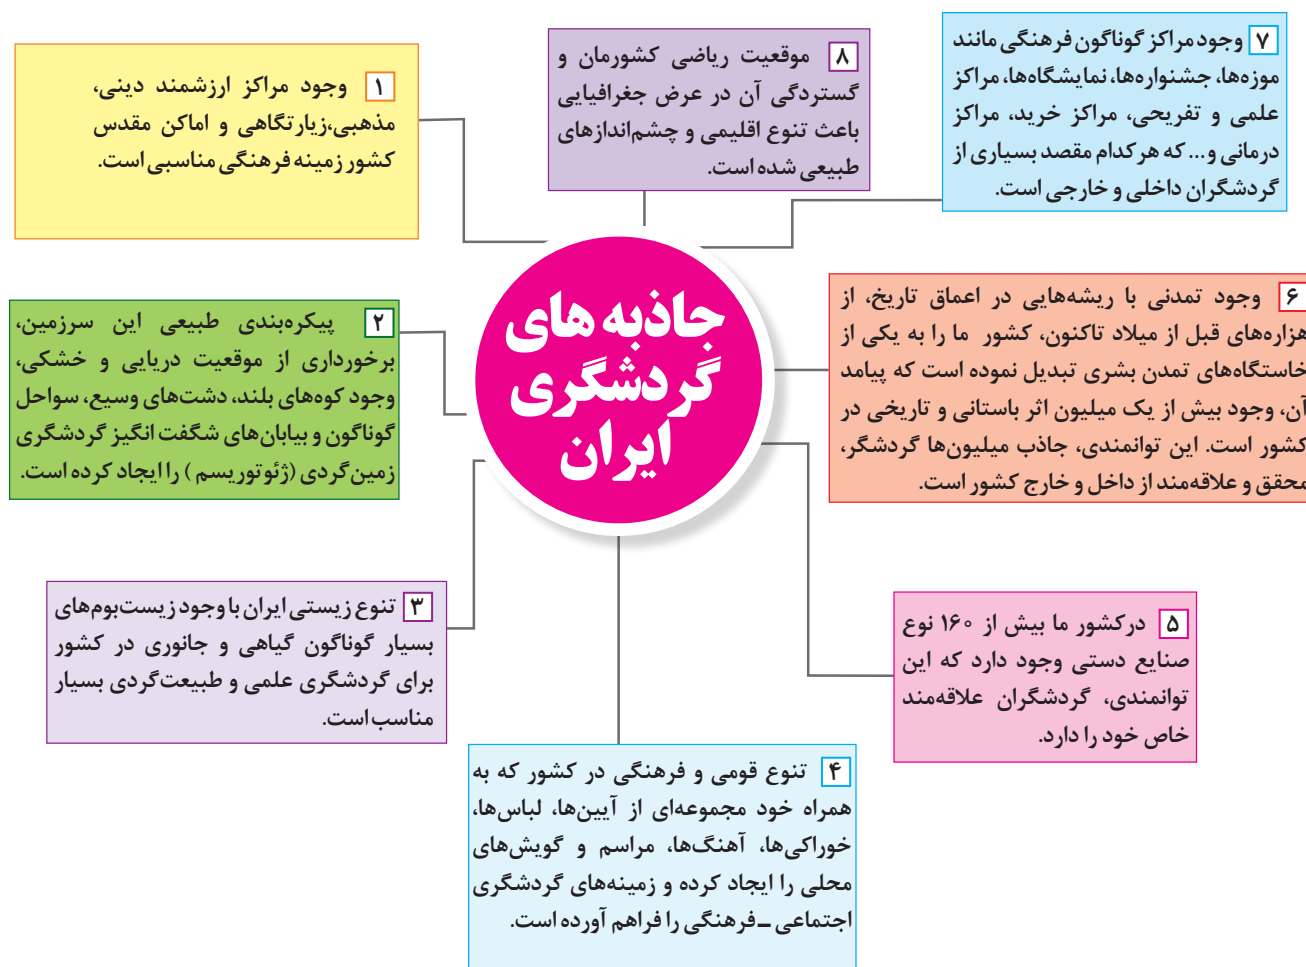 جاذبه های
گردشگری
ایران
۱ وجود مراکز ارزشمند دینی،
مذهبی،زیارتگاهی و اماکن مقدس
کشور زمینه فرهنگی مناسبی است.
۲ پیکره‌بندی طبیعی این سرزمین،
برخورداری از موقعیت دریایی و خشکی،
وجود کوه‌های بلند، دشت‌های وسیع، سواحل
گوناگون و بیابان‌های شگفت انگیز گردشگری
زمین‌گردی (ژئوتوریسم ) را ایجاد کرده است.
۳ تنوع زیستی ایران با وجود زیست‌بوم‌های
بسیار گوناگون گیاهی و جانوری در کشور
برای گردشگری علمی و طبیعت‌گردی بسیار
مناسب است.
۴ تنوع قومی و فرهنگی در کشور که به
همراه خود مجموعه‌ای از آیین‌ها، لباس‌ها،
خوراکی‌ها، آهنگ‌ها، مراسم و گویش‌های
محلی را ایجاد کرده و زمینه‌های گردشگری
اجتماعی ـ فرهنگی را فراهم آورده است.
۵ درکشور ما بیش از ۱۶۰ نوع
صنایع دستی وجود دارد که این
توانمندی، گردشگران علاقه‌مند
خاص خود را دارد.
۶ وجود تمدنی با ریشه‌هایی در اعماق تاریخ، از
هزاره‌های قبل از میلاد تاکنون، کشور ما را به یکی از
خاستگاه‌های تمدن بشری تبدیل نموده است که پیامد
آن، وجود بیش از یک میلیون اثر باستانی و تاریخی در
کشور است. این توانمندی، جاذب میلیون‌ها گردشگر،
محقق و علاقه‌مند از داخل و خارج کشور است.
۷ وجود مراکز گوناگون فرهنگی مانند
موزه‌ها، جشنواره‌ها، نمایشگاه‌ها، مراکز
علمی و تفریحی، مراکز خرید، مراکز
درمانی و... که هرکدام مقصد بسیاری از
گردشگران داخلی و خارجی است.
۸ موقعیت ریاضی کشورمان و
گستردگی آن در عرض جغرافیایی
باعث تنوع اقلیمی و چشم‌اندازهای
طبیعی شده است.